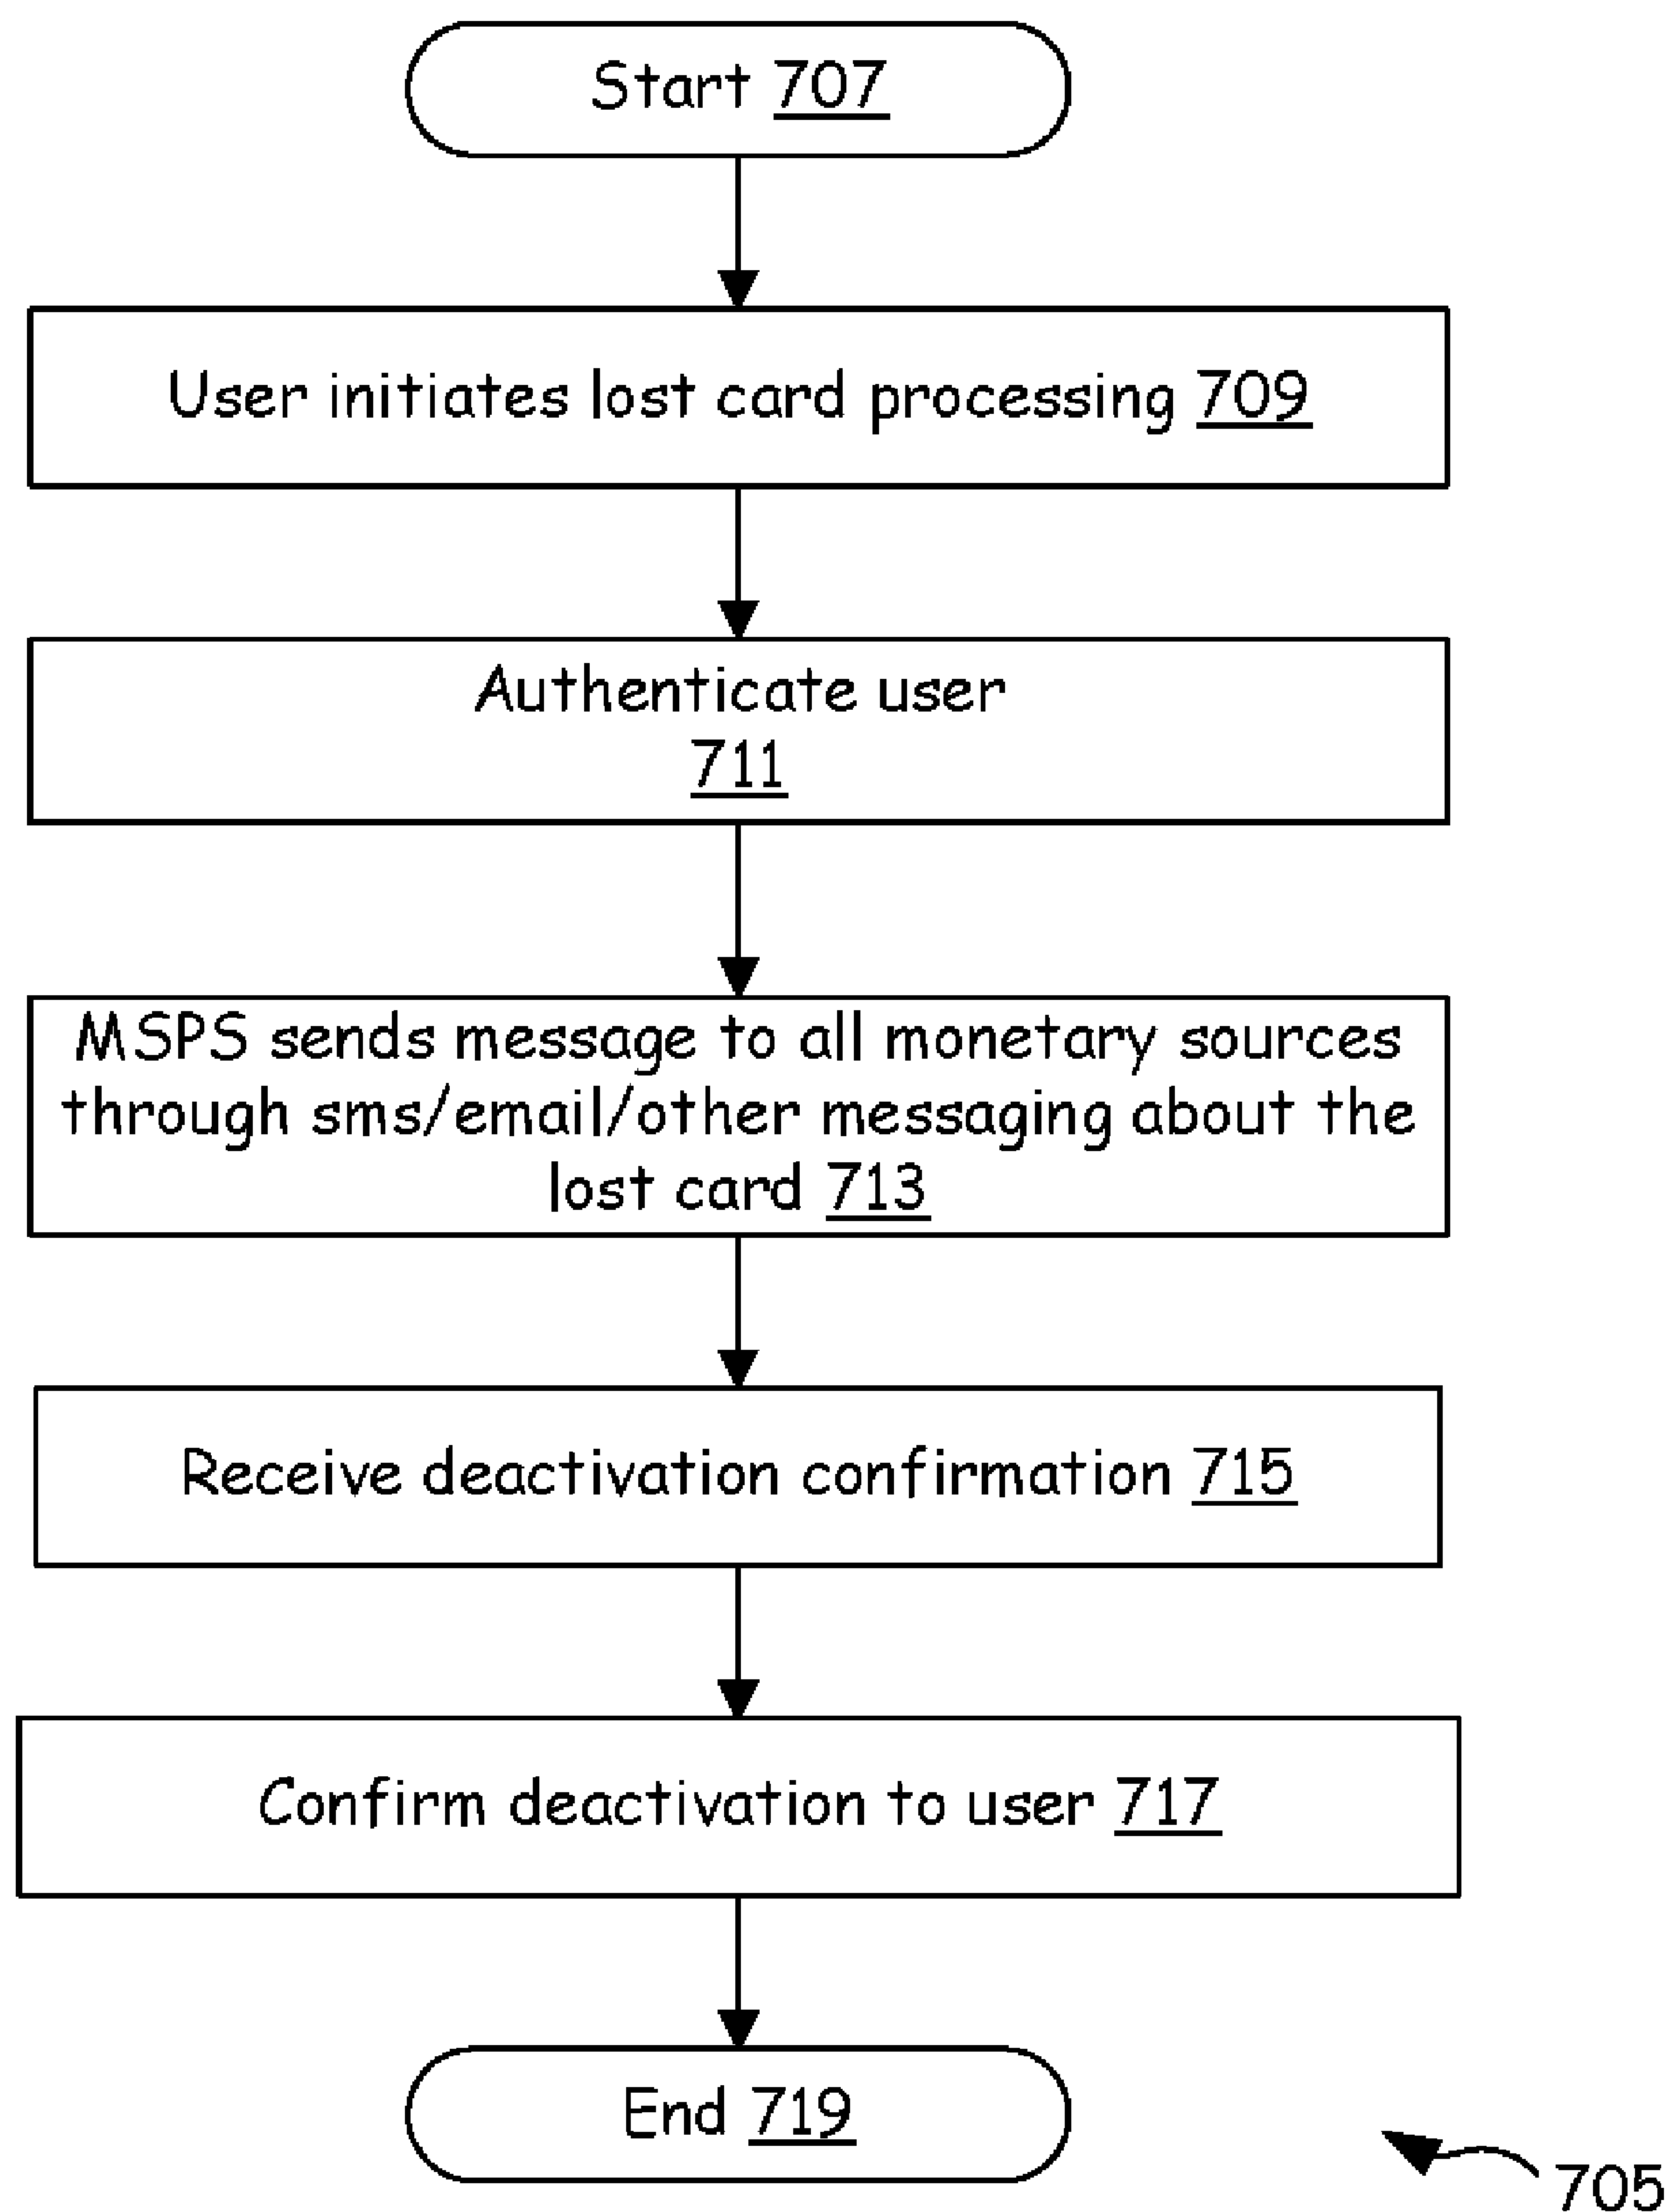 Start 707
User initiates lost card processing 709
Authenticate user
711
MSPS sends message to all monetary sources
through sms/email/other messaging about the
lost card 713
Receive deactivation confirmation 715
Confirm deactivation to user 717
End 719
705